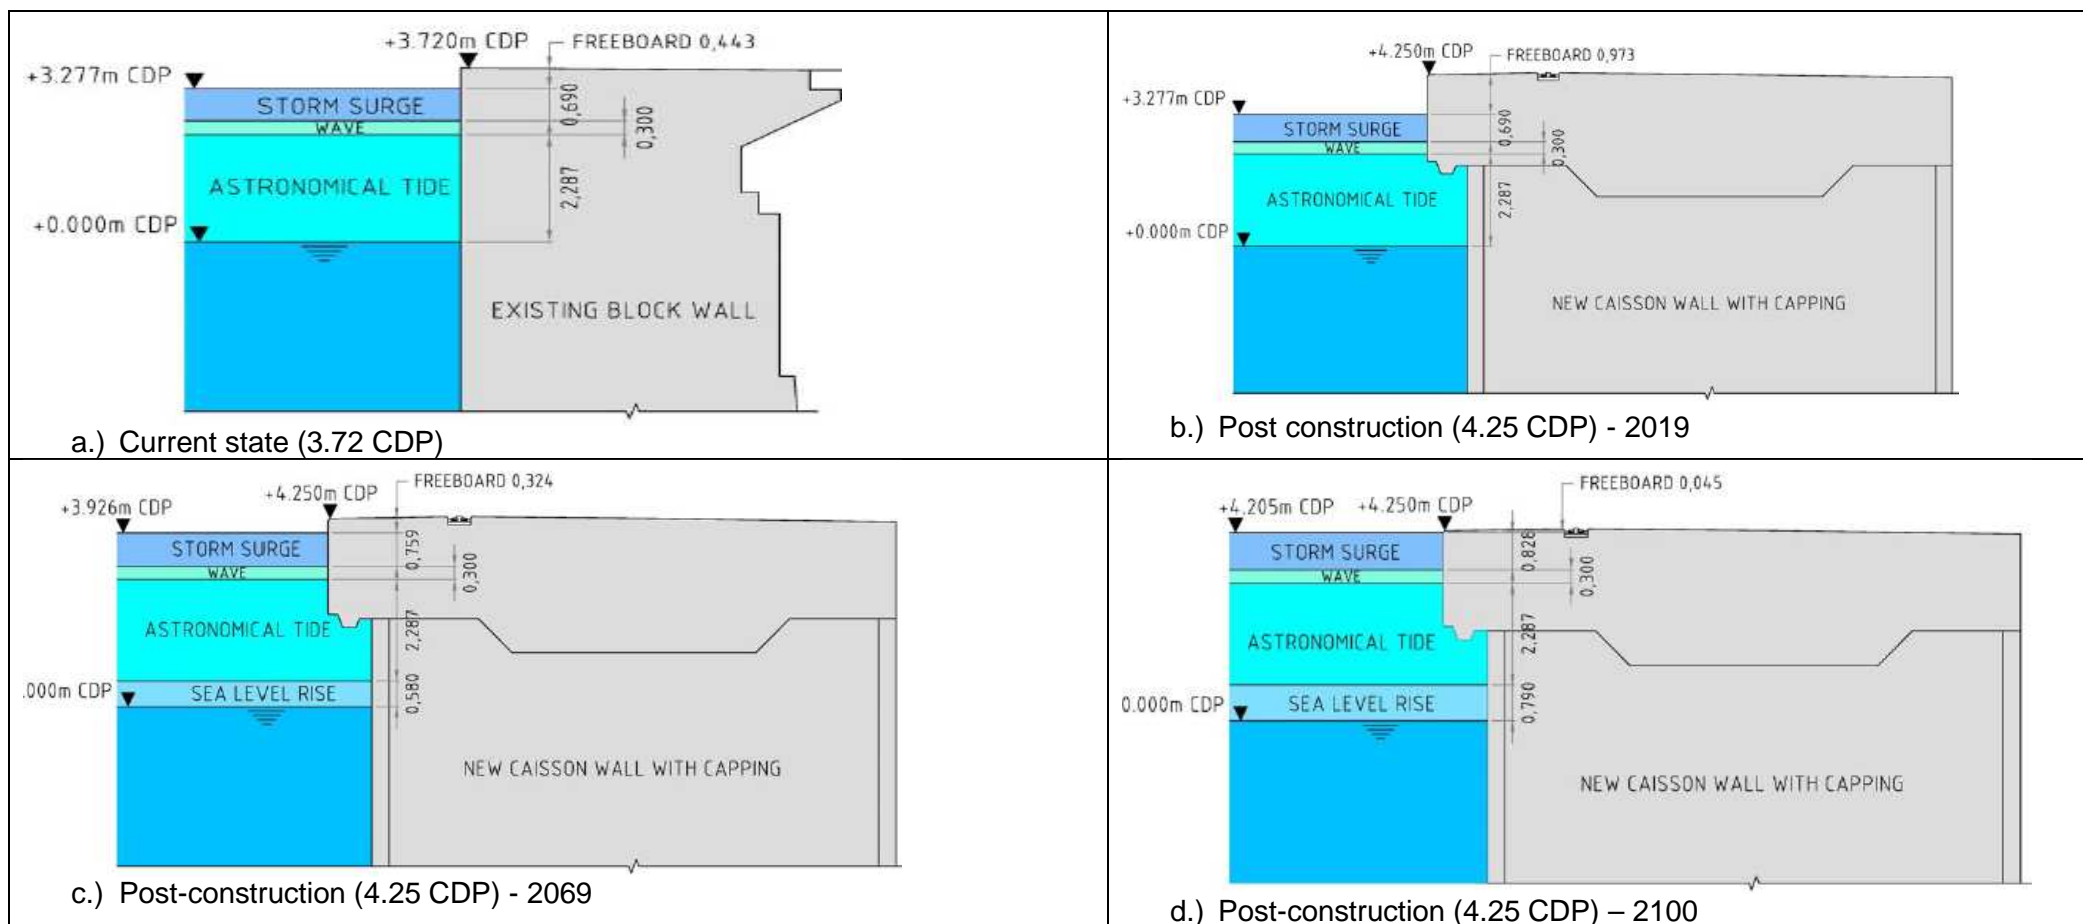 +3.720m CDP
FREEBOARD 0,443
+3.277m CDP
STORM SURGE
WAVE
0,690
0,300
ASTRONOMICAL TIDE
2,287
+0.000m CDP
EXISTING BLOCK WALL
a.) Current state (3.72 CDP)
+4.250m CDP
FREEBOARD 0,973
+3.277m CDP
STORM SURGE
WAVE
0,690
0,300
ASTRONOMICAL TIDE
2,287
+0.000m CDP
NEW CAISSON WALL WITH CAPPING
b.) Post construction (4.25 CDP) - 2019
FREEBOARD 0,324
+4.250m CDP
+3.926m CDP
STORM SURGE
WAVE
0,759
0,300
ASTRONOMICAL TIDE
2,287
.000m CDP
SEA LEVEL RISE
0,580
NEW CAISSON WALL WITH CAPPING
c.) Post-construction (4.25 CDP) - 2069
FREEBOARD 0,045
+4.205m CDP
+4.250m CDP
STORM SURGE
WAVE
0,828
0,300
ASTRONOMICAL TIDE
2,287
0.000m CDP
SEA LEVEL RISE
0,790
NEW CAISSON WALL WITH CAPPING
d.) Post-construction (4.25 CDP) – 2100